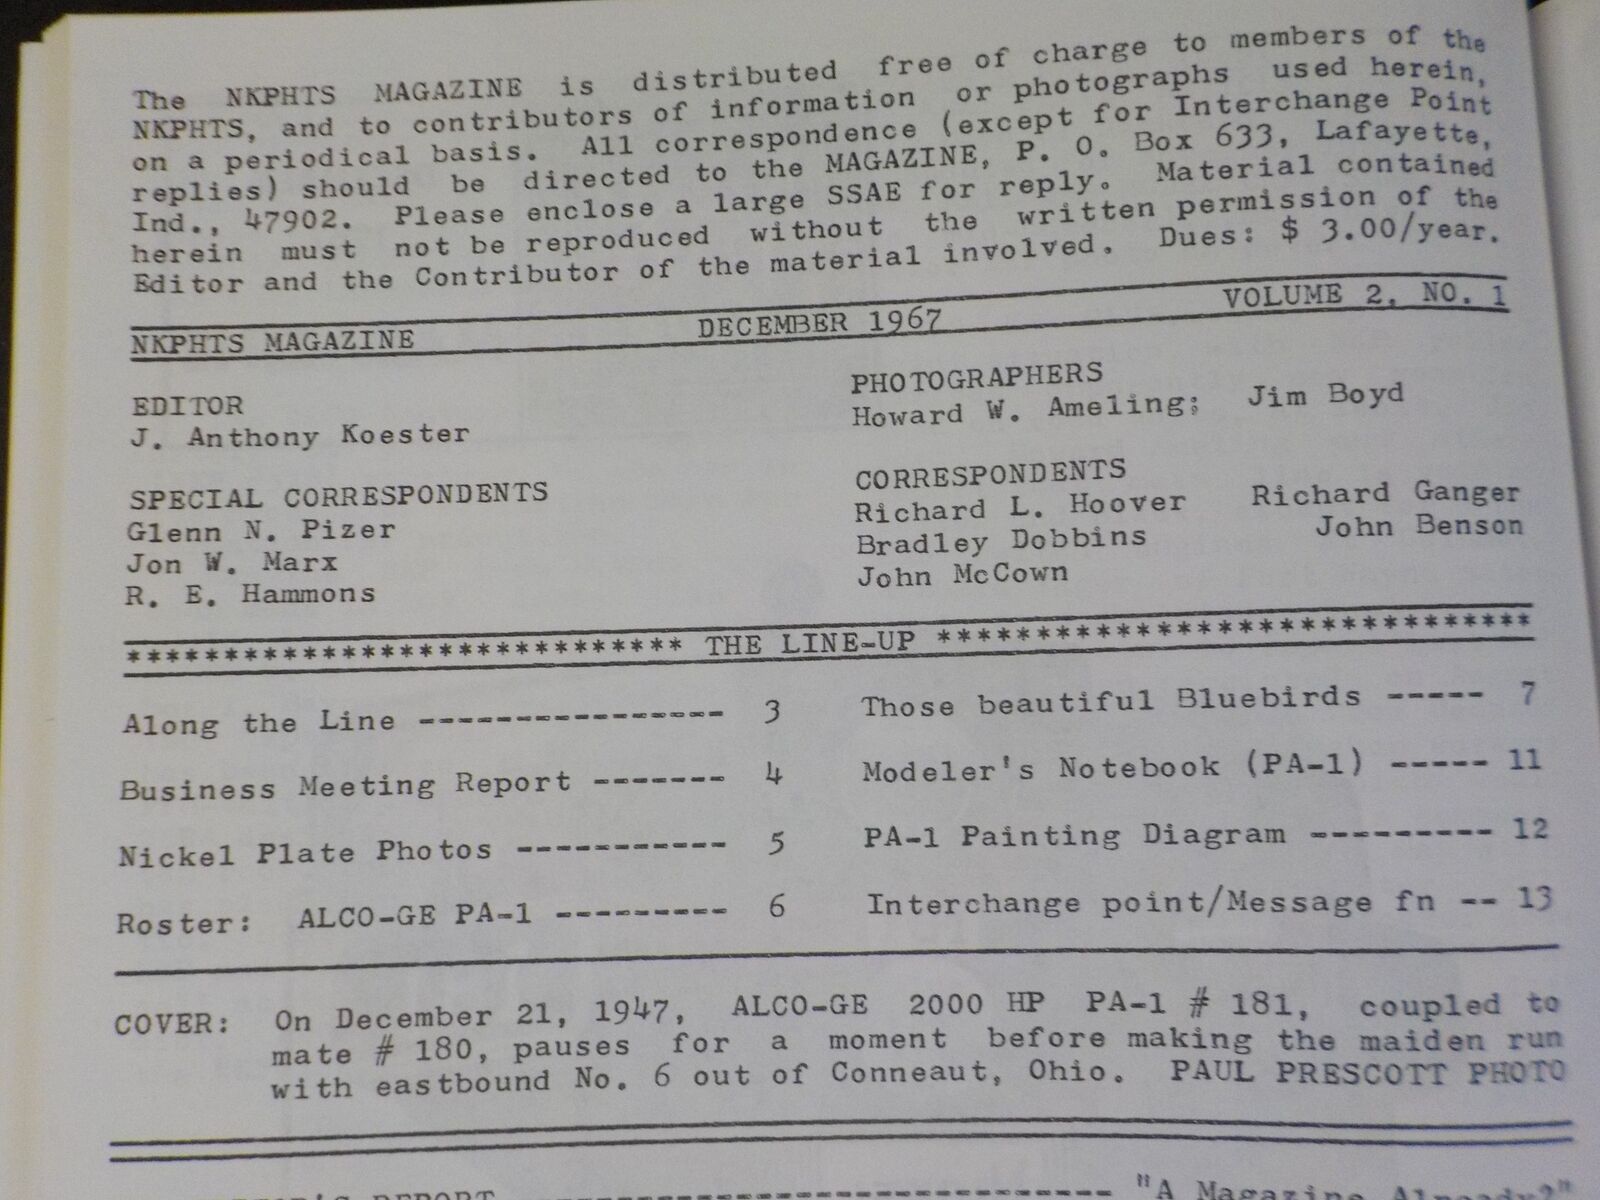 The NKPHTS MAGAZINE is distributed free of charge to members of the
NKPHTS, and to contributors of information or photographs used herein,
on a periodical basis. All correspondence (except for Interchange Point
replies) should be directed to the MAGAZINE, P. O. Box 633, Lafayette,
Ind., 47902. Please enclose a large SSAE for reply. Material contained
herein must not be reproduced without the written permission of the
Editor and the Contributor of the material involved. Dues: $ 3.00/year.
NKPHTS MAGAZINE DECEMBER 1967 VOLUME 2, NO. 1
EDITOR
J. Anthony Koester
PHOTOGRAPHERS
Howard W. Ameling; Jim Boyd
SPECIAL CORRESPONDENTS
Glenn N. Pizer
Jon W. Marx
R. E. Hammons
CORRESPONDENTS
Richard L. Hoover Richard Ganger
Bradley Dobbins John Benson
John McCown
***************************** THE LINE-UP *******************************
Along the Line ---------------- 3
Business Meeting Report ------- 4
Nickel Plate Photos ----------- 5
Roster: ALCO-GE PA-1 --------- 6
Those beautiful Bluebirds ----- 7
Modeler's Notebook (PA-1) ----- 11
PA-1 Painting Diagram ---------- 12
Interchange point/Message fn -- 13
COVER: On December 21, 1947, ALCO-GE 2000 HP PA-1 # 181, coupled to
mate # 180, pauses for a moment before making the maiden run
with eastbound No. 6 out of Conneaut, Ohio. PAUL PRESCOTT PHOTO
REPORT ------------------------------ "A Magazine Already?"